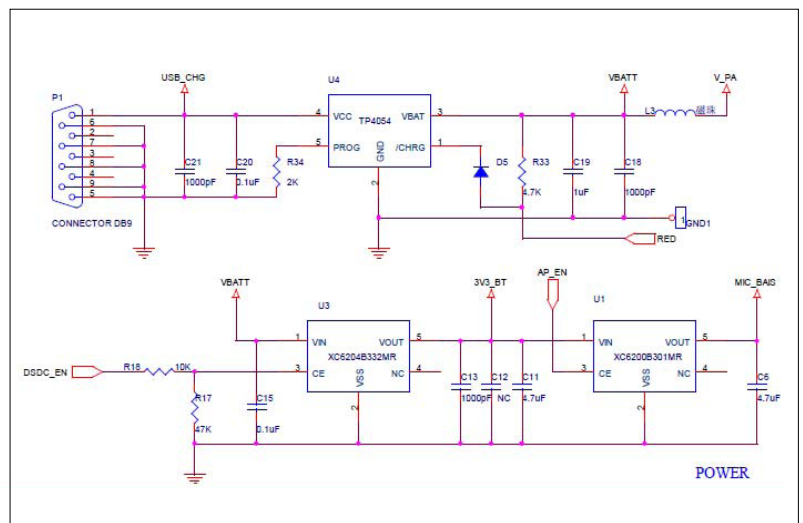 USB_CHG
U4
VBATT
V_PA
P1
L3 磁珠
1
6
2
7
3
8
4
9
5
4 VCC TP4054 VBAT 3
5 PROG /CHRG 1
GND
2
C21
1000pF
C20
0.1uF
R34
2K
D5
R33
4.7K
C19
1uF
C18
1000pF
CONNECTOR DB9
1 GND1
RED
VBATT
U3
3V3_BT
AP_EN
U1
MIC_BAIS
1 VIN VOUT 5
XC6204B332MR
3 CE NC 4
VSS
2
1 VIN VOUT 5
XC6200B301MR
3 CE NC 4
VSS
2
DSDC_EN
R18 10K
R17
47K
C15
0.1uF
C13
1000pF
C12
NC
C11
4.7uF
C6
4.7uF
POWER